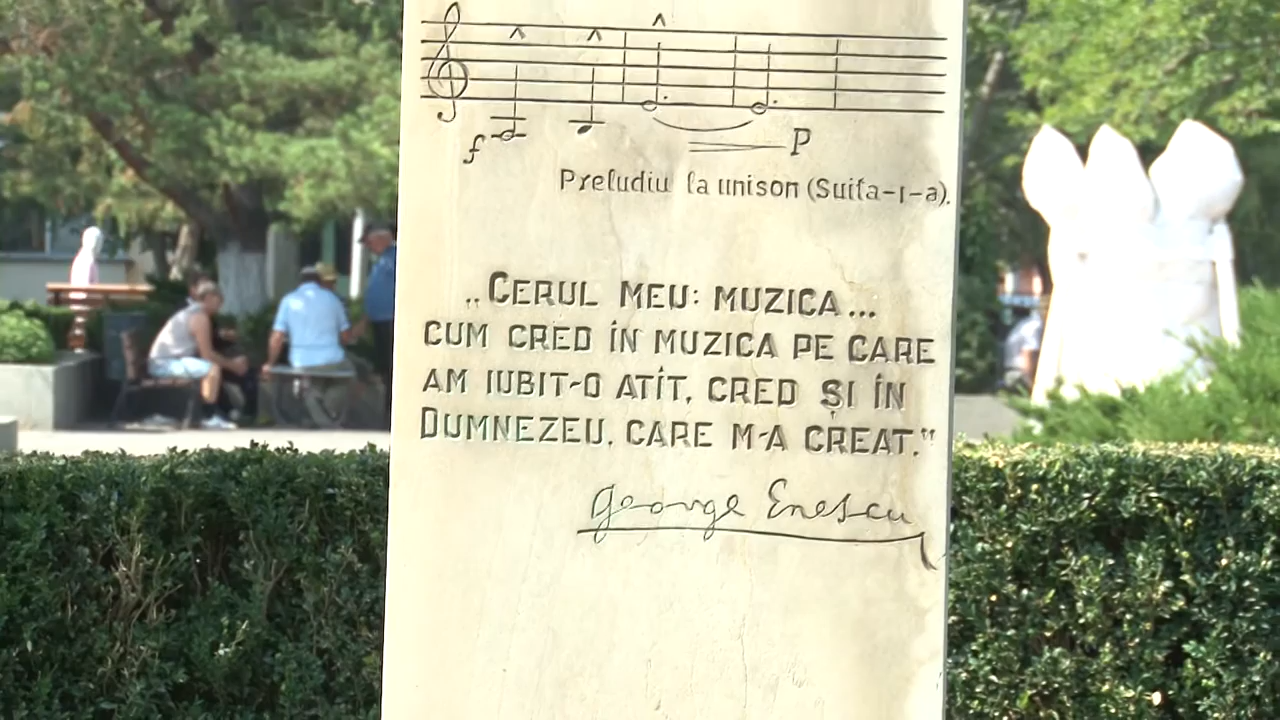 f
P
Preludiu la unison (Suita-I-a).
„CERUL MEU: MUZICA...
CUM CRED ÎN MUZICA PE CARE
AM IUBIT-O ATÎT, CRED ȘI ÎN
DUMNEZEU, CARE M-A CREAT.”
George Enescu